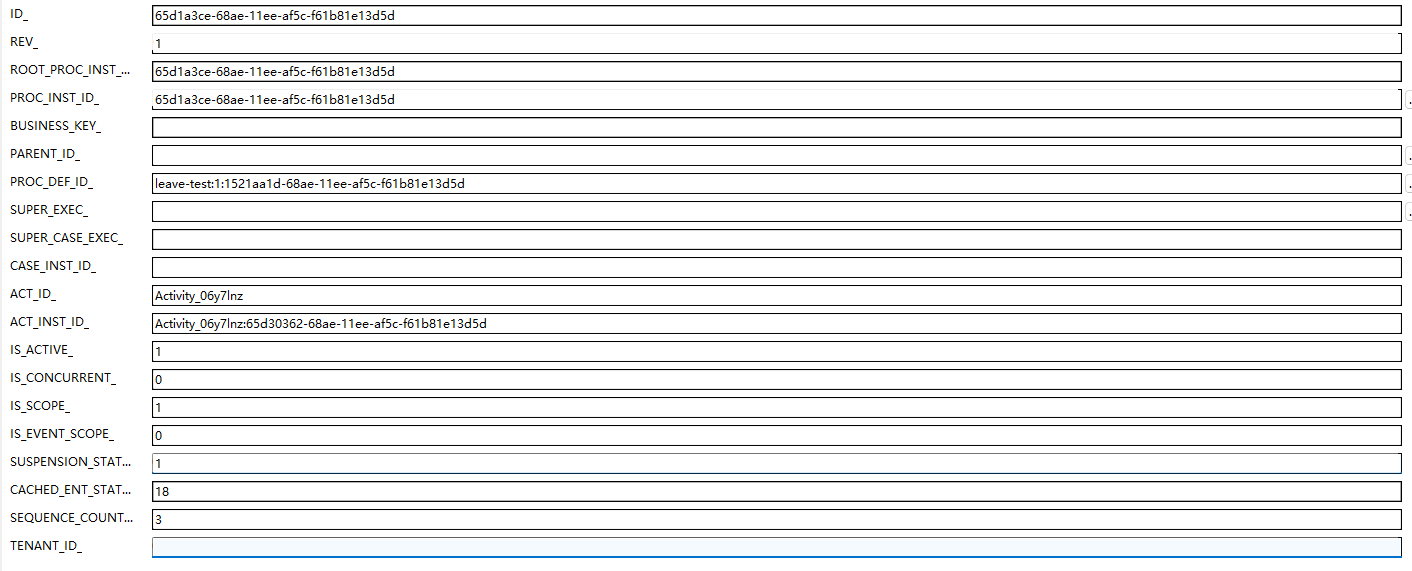 ID_ 65d1a3ce-68ae-11ee-af5c-f61b81e13d5d
REV_ 1
ROOT_PROC_INST_... 65d1a3ce-68ae-11ee-af5c-f61b81e13d5d
PROC_INST_ID_ 65d1a3ce-68ae-11ee-af5c-f61b81e13d5d
BUSINESS_KEY_
PARENT_ID_
PROC_DEF_ID_ leave-test:1:1521aa1d-68ae-11ee-af5c-f61b81e13d5d
SUPER_EXEC_
SUPER_CASE_EXEC_
CASE_INST_ID_
ACT_ID_ Activity_06y7lnz
ACT_INST_ID_ Activity_06y7lnz:65d30362-68ae-11ee-af5c-f61b81e13d5d
IS_ACTIVE_ 1
IS_CONCURRENT_ 0
IS_SCOPE_ 1
IS_EVENT_SCOPE_ 0
SUSPENSION_STAT... 1
CACHED_ENT_STAT... 18
SEQUENCE_COUNT... 3
TENANT_ID_